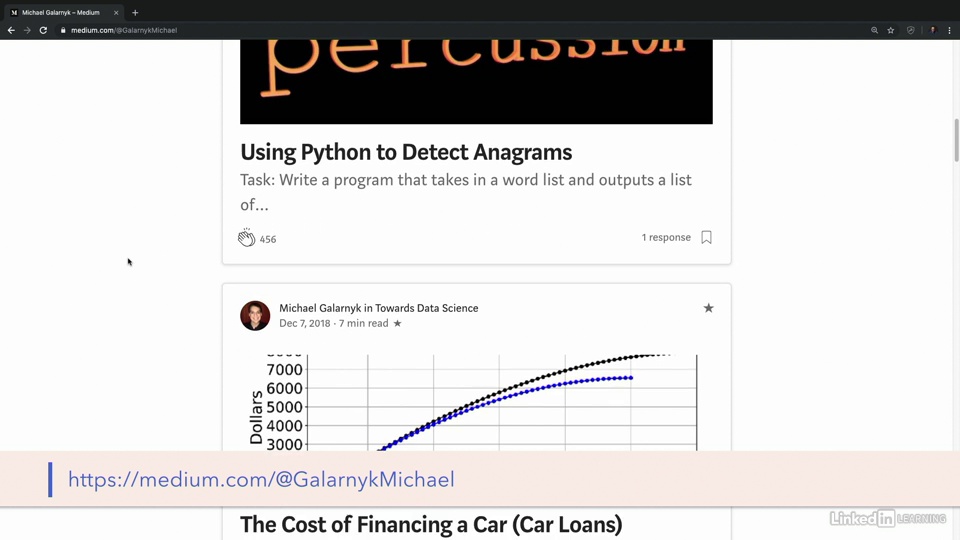 Michael Galarnyk – Medium
medium.com/@GalarnykMichael
percussion
Using Python to Detect Anagrams
Task: Write a program that takes in a word list and outputs a list
of...
456
1 response
Michael Galarnyk in Towards Data Science
Dec 7, 2018 · 7 min read ★
8000
7000
6000
5000
4000
3000
Dollars
https://medium.com/@GalarnykMichael
The Cost of Financing a Car (Car Loans)
LinkedIn LEARNING